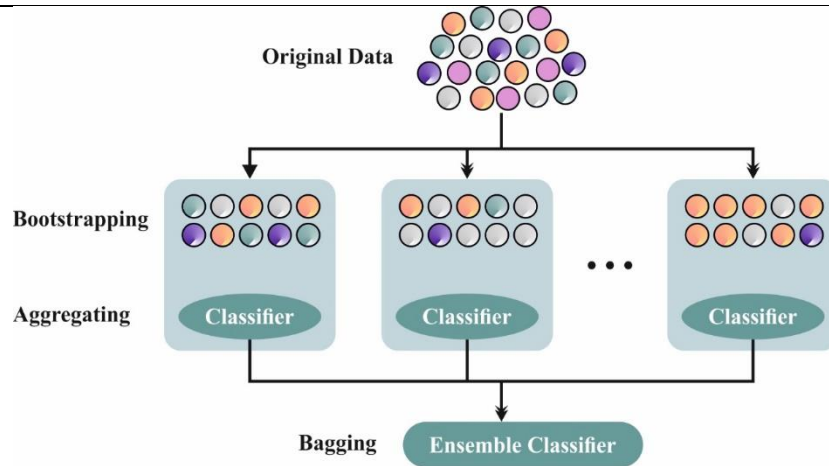 Original Data
Bootstrapping
Aggregating
Classifier
Classifier
Classifier
Bagging
Ensemble Classifier